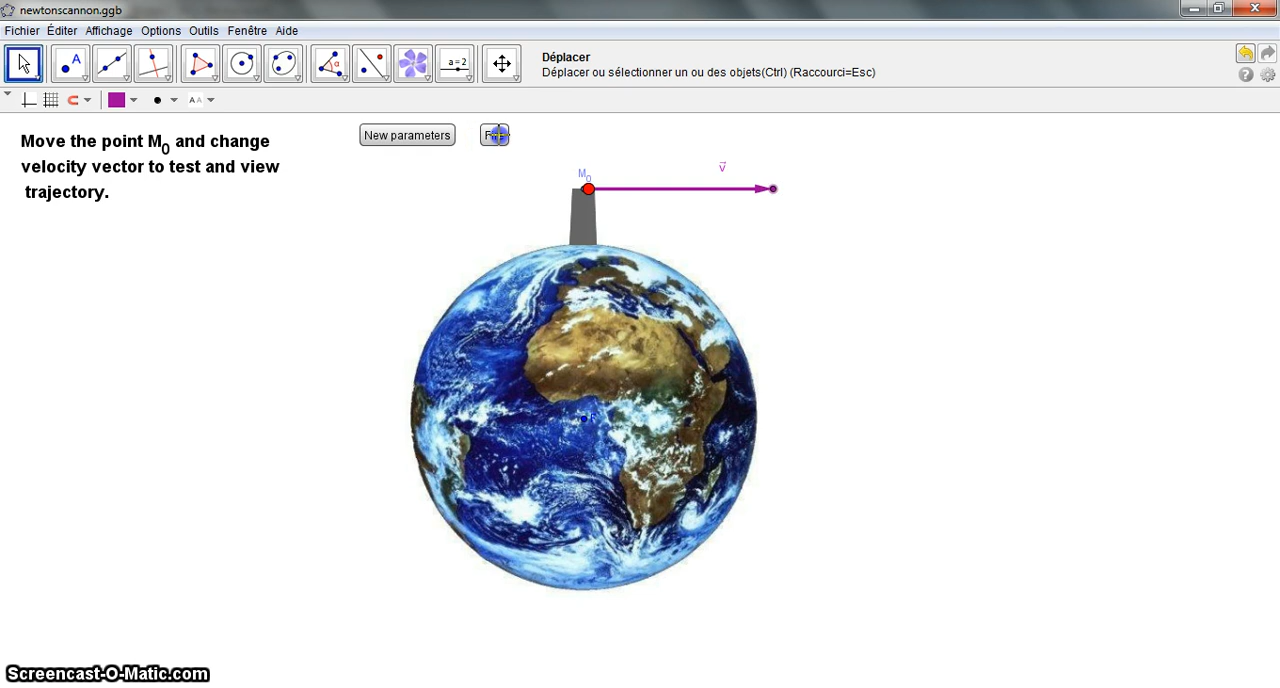 newtonscannon.ggb
Fichier Éditer Affichage Options Outils Fenêtre Aide
A
α
a=2
Déplacer
Déplacer ou sélectionner un ou des objets(Ctrl) (Raccourci=Esc)
A A
Move the point M0 and change
velocity vector to test and view
trajectory.
New parameters
M0
v
Screencast-O-Matic.com